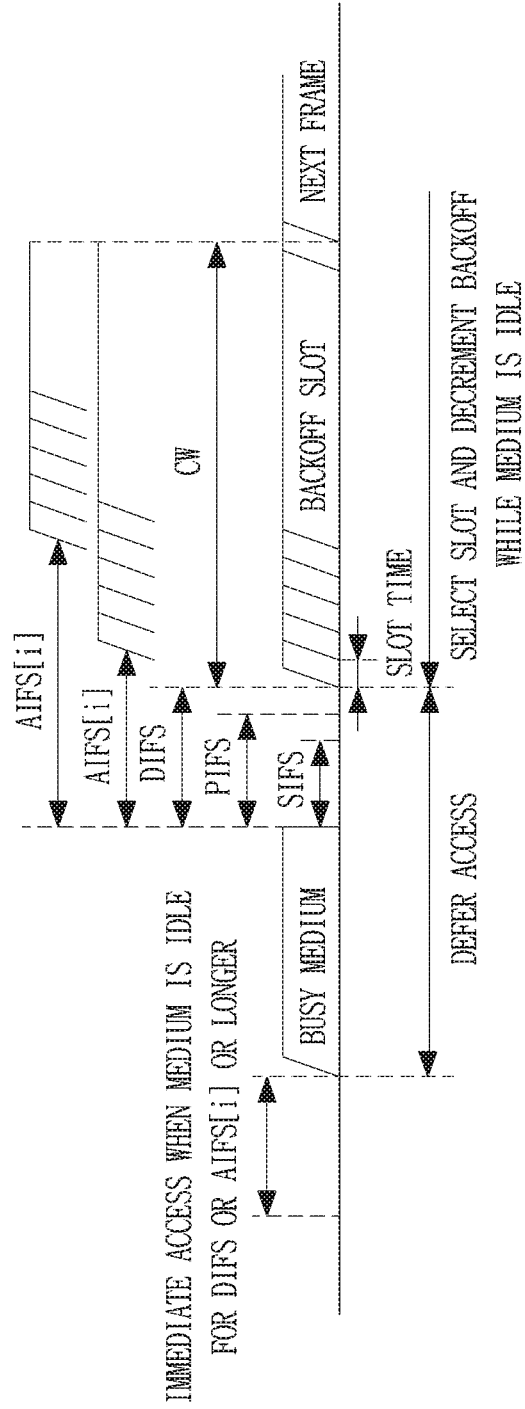 IMMEDIATE ACCESS WHEN MEDIUM IS IDLE
FOR DIFS OR AIFS[i] OR LONGER
AIFS[i]
AIFS[i]
DIFS
PIFS
SIFS
CW
BUSY MEDIUM
BACKOFF SLOT
NEXT FRAME
SLOT TIME
DEFER ACCESS
SELECT SLOT AND DECREMENT BACKOFF
WHILE MEDIUM IS IDLE